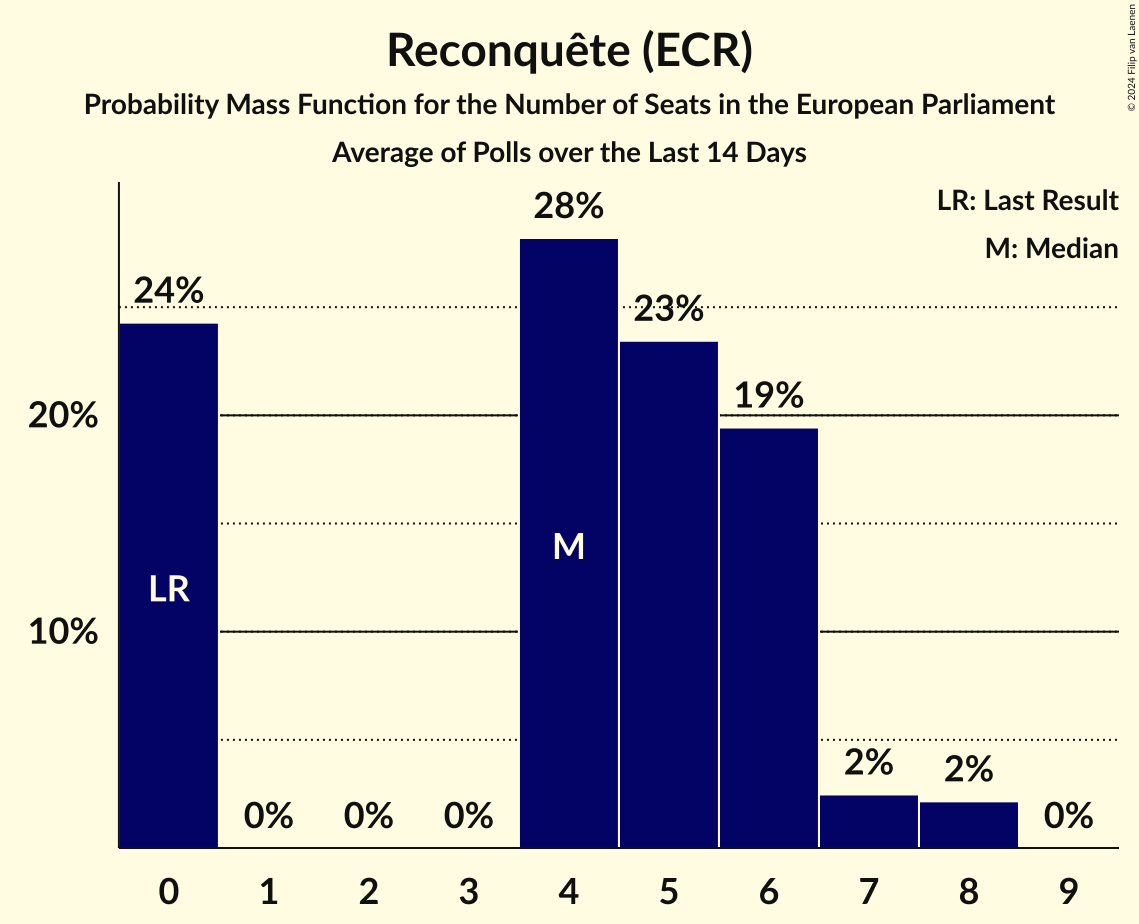 Reconquête (ECR)
Probability Mass Function for the Number of Seats in the European Parliament
Average of Polls over the Last 14 Days
© 2024 Filip van Laenen
LR: Last Result
M: Median
28%
24%
23%
19%
20%
10%
LR
M
0%
0%
0%
2%
2%
0%
0
1
2
3
4
5
6
7
8
9